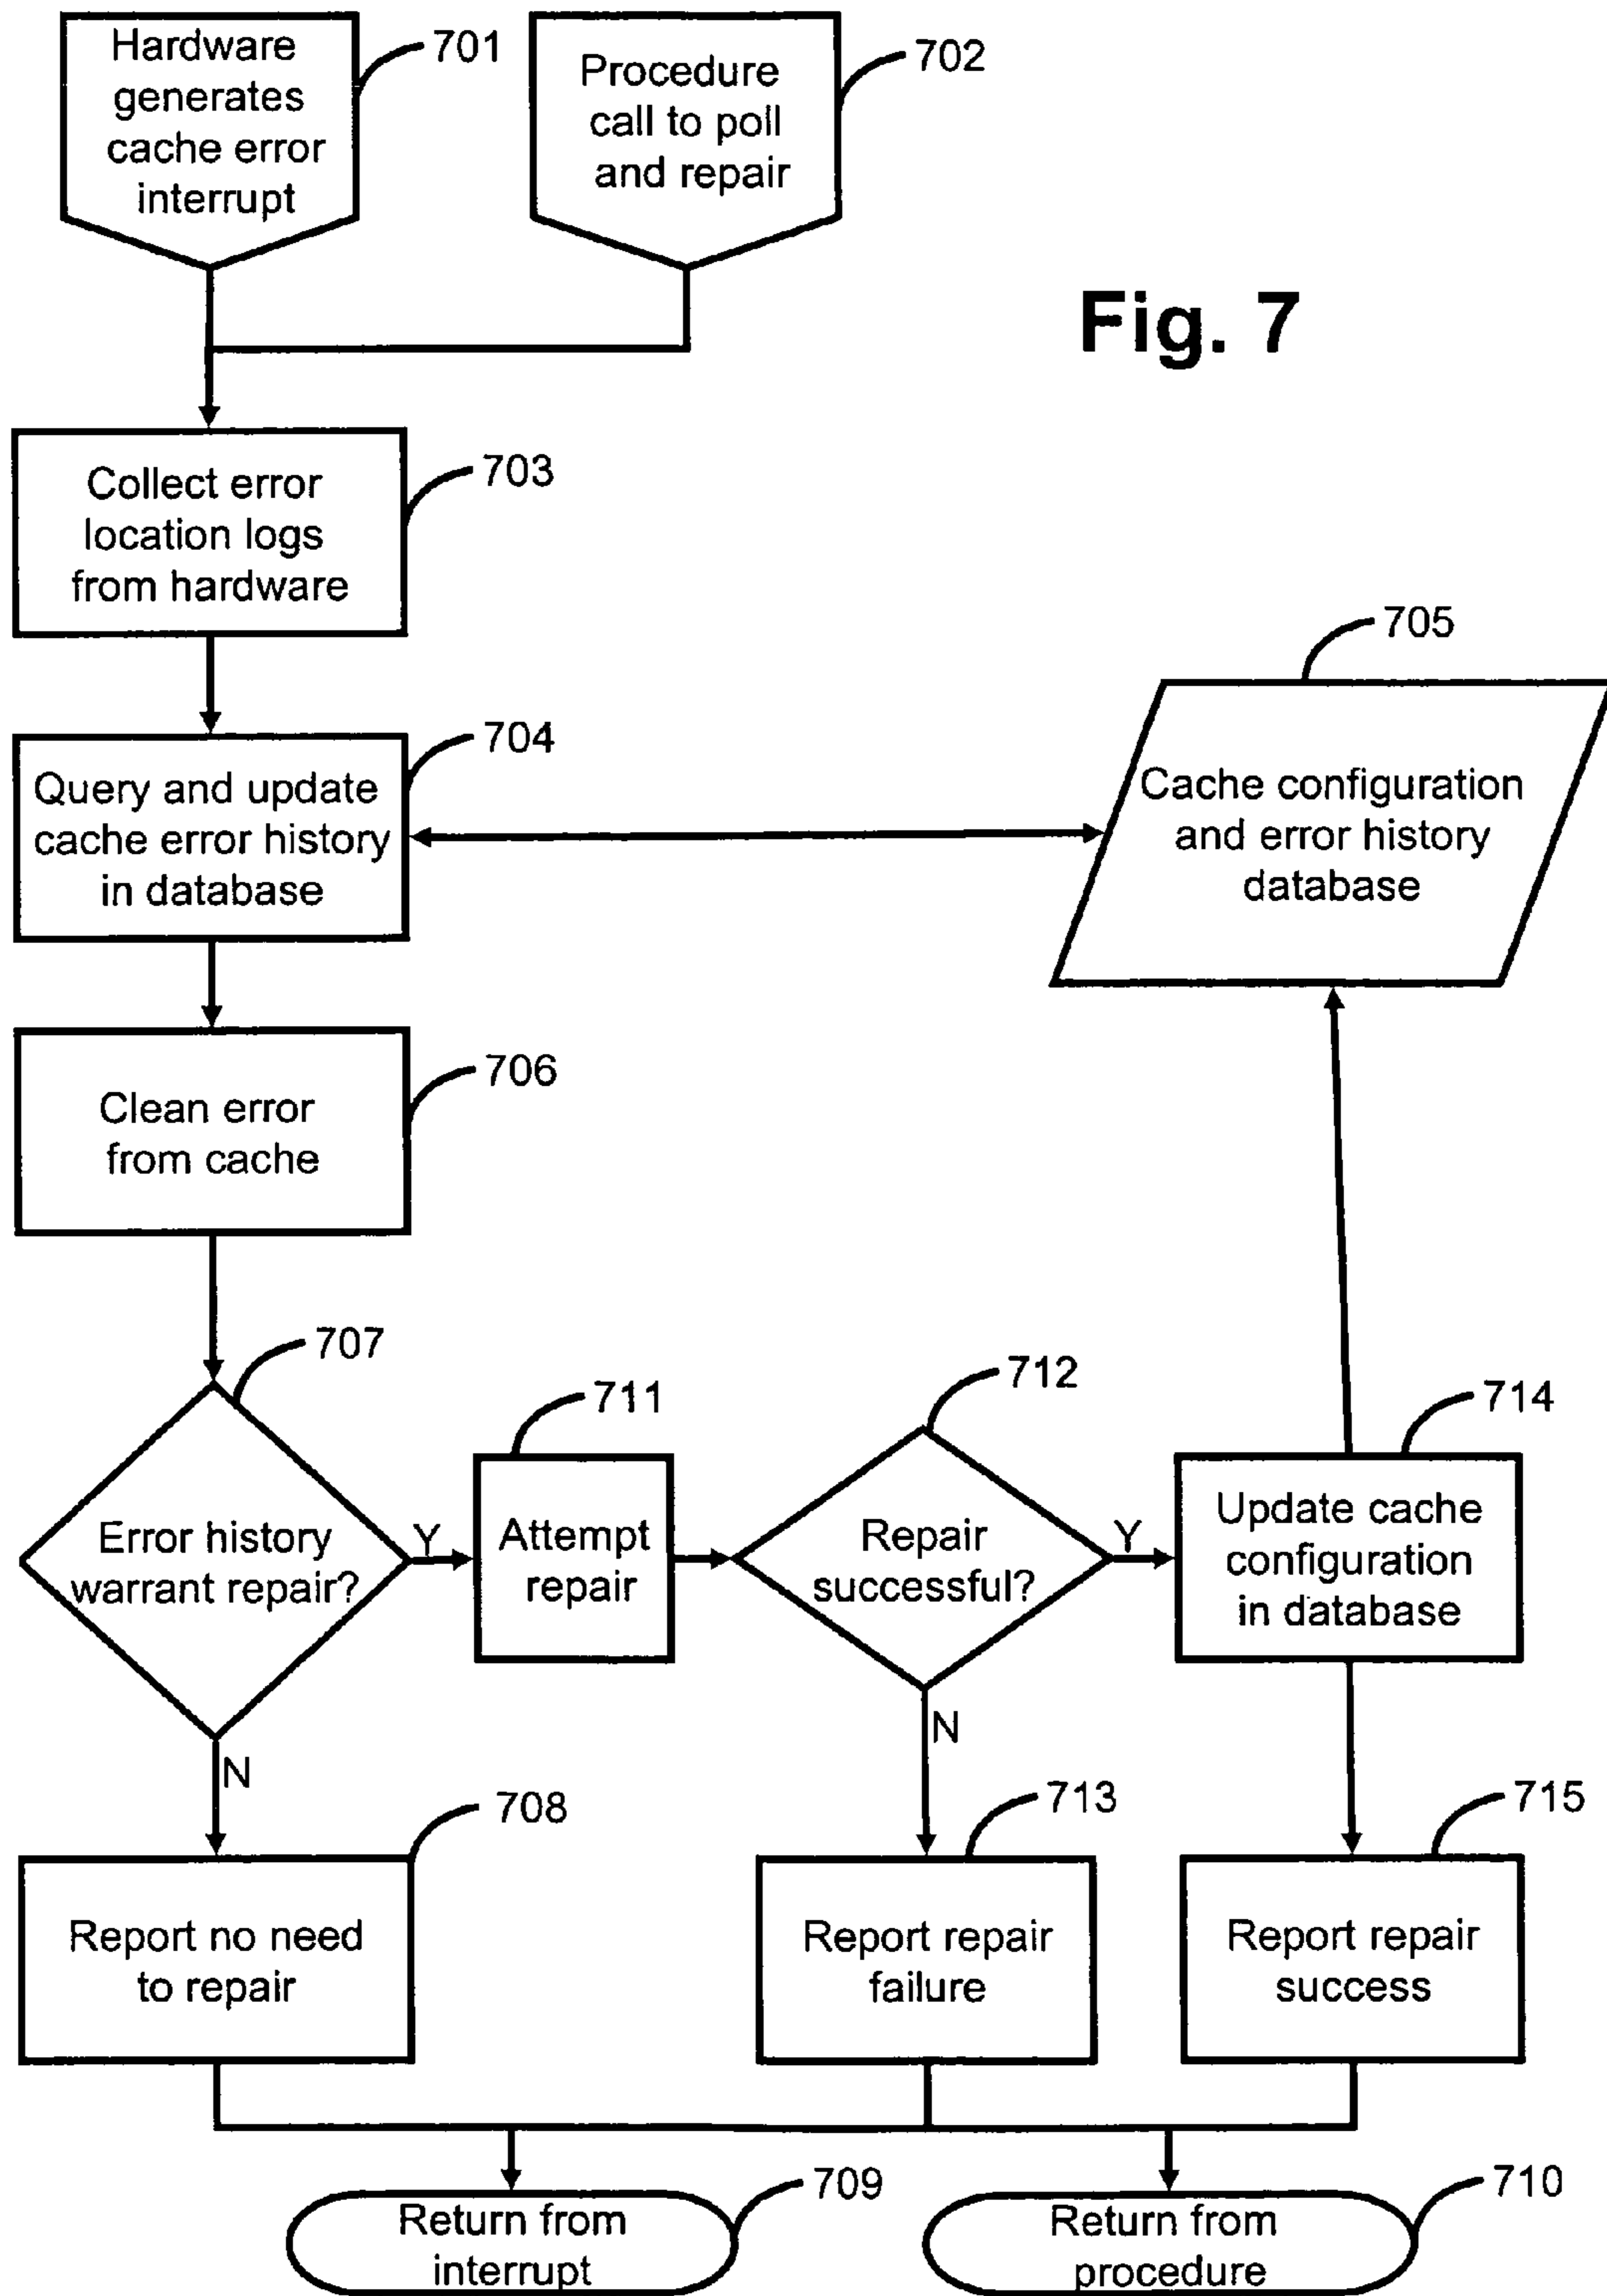 Hardware
generates
cache error
interrupt
701
Procedure
call to poll
and repair
702
Fig. 7
Collect error
location logs
from hardware
703
705
Query and update
cache error history
in database
704
Cache configuration
and error history
database
Clean error
from cache
706
707
Error history
warrant repair?
Y
N
711
Attempt
repair
712
Repair
successful?
Y
N
714
Update cache
configuration
in database
708
Report no need
to repair
713
Report repair
failure
715
Report repair
success
709
Return from
interrupt
710
Return from
procedure